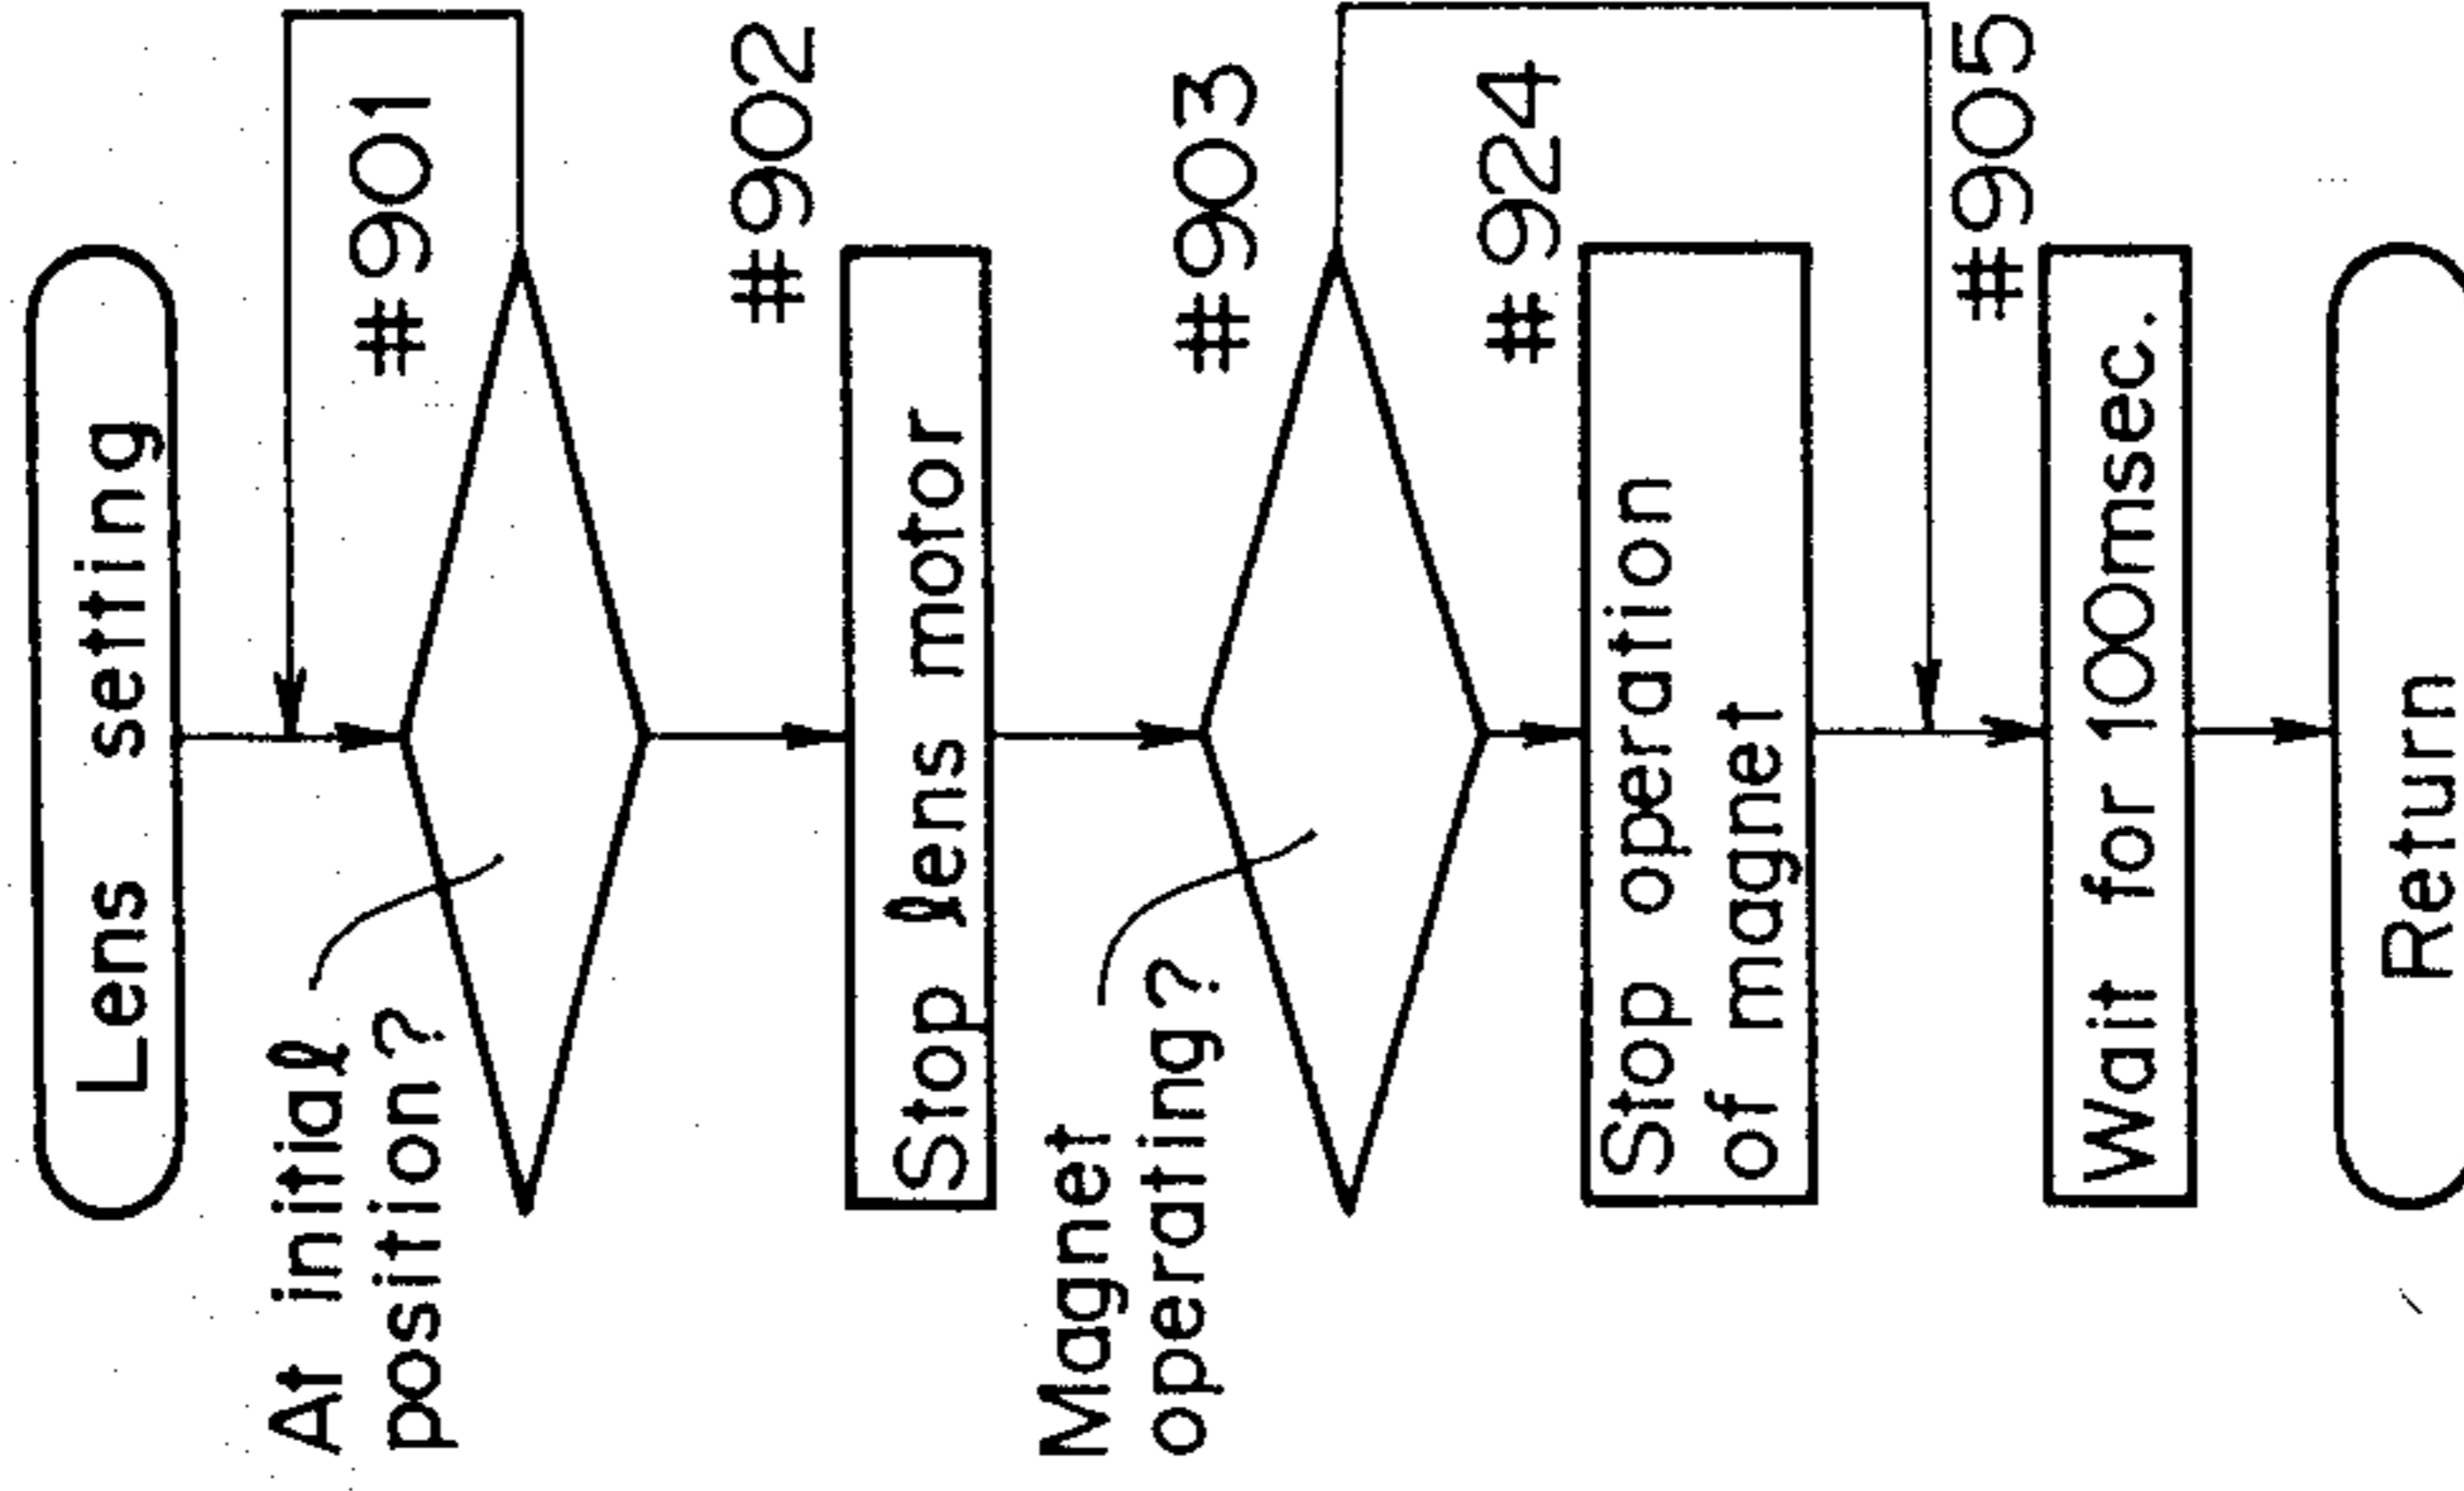 Lens setting
#901
At initial
position?
#902
Stop lens motor
#903
Magnet
operating?
#924
Stop operation
of magnet
#905
Wait for 100msec.
Return